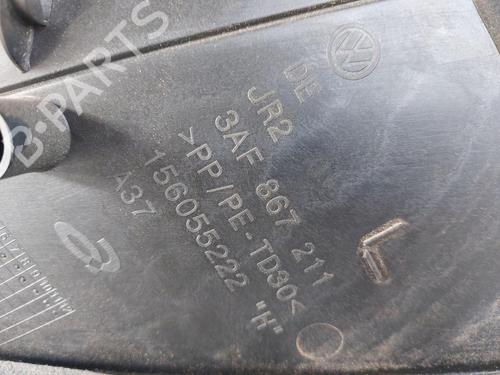 DE
JR2
3AF 867 211
>PP/PE-TD30<
156055222 "H"
A37
L
B-PARTS